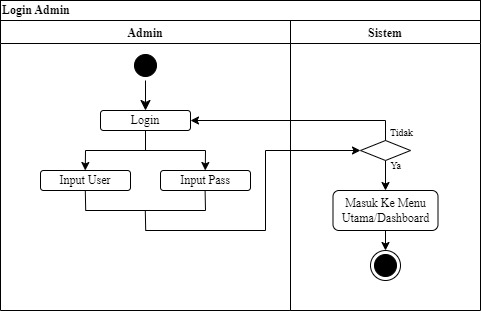 Login Admin
Admin
Sistem
Login
Tidak
Ya
Input User
Input Pass
Masuk Ke Menu
Utama/Dashboard